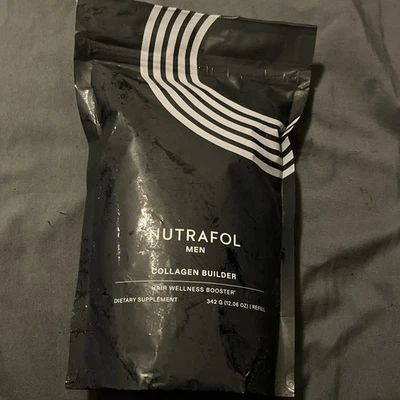 NUTRAFOL
MEN
COLLAGEN BUILDER
HAIR WELLNESS BOOSTER*
DIETARY SUPPLEMENT 342 G (12.06 OZ) | REFILL